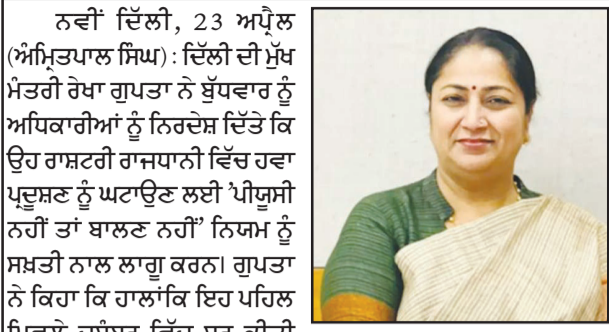 ਨਵੀਂ ਦਿੱਲੀ, 23 ਅਪ੍ਰੈਲ
(ਅੰਮ੍ਰਿਤਪਾਲ ਸਿੰਘ) : ਦਿੱਲੀ ਦੀ ਮੁੱਖ
ਮੰਤਰੀ ਰੇਖਾ ਗੁਪਤਾ ਨੇ ਬੁੱਧਵਾਰ ਨੂੰ
ਅਧਿਕਾਰੀਆਂ ਨੂੰ ਨਿਰਦੇਸ਼ ਦਿੱਤੇ ਕਿ
ਉਹ ਰਾਸ਼ਟਰੀ ਰਾਜਧਾਨੀ ਵਿੱਚ ਹਵਾ
ਪ੍ਰਦੂਸ਼ਣ ਨੂੰ ਘਟਾਉਣ ਲਈ 'ਪੀਯੂਸੀ
ਨਹੀਂ ਤਾਂ ਬਾਲਣ ਨਹੀਂ' ਨਿਯਮ ਨੂੰ
ਸਖ਼ਤੀ ਨਾਲ ਲਾਗੂ ਕਰਨ। ਗੁਪਤਾ
ਨੇ ਕਿਹਾ ਕਿ ਹਾਲਾਂਕਿ ਇਹ ਪਹਿਲ